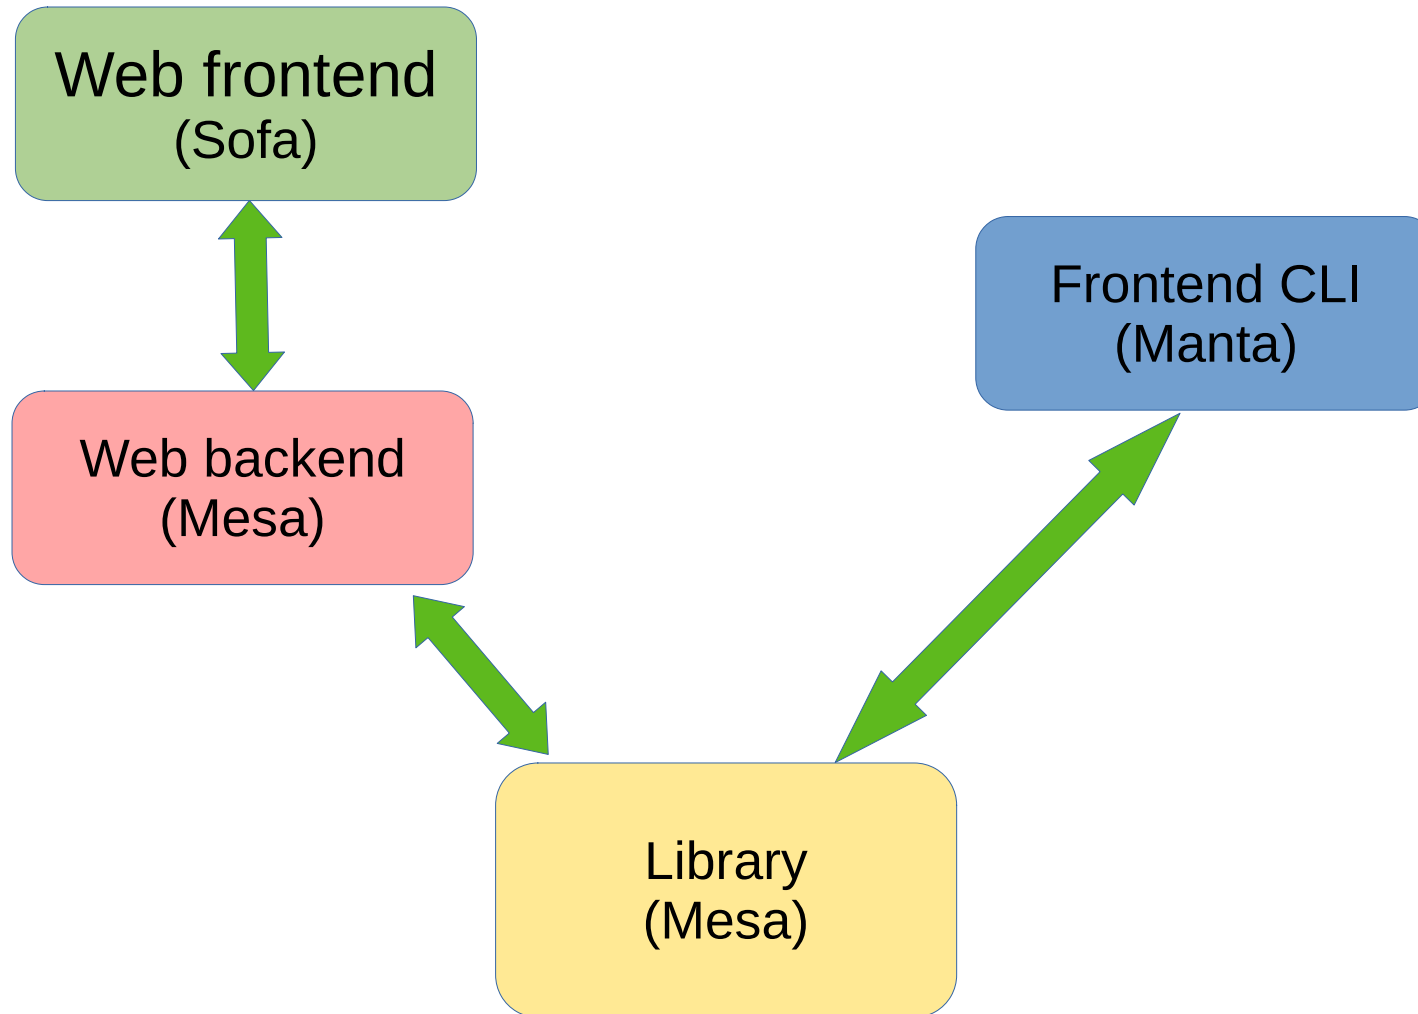 Web frontend
(Sofa)
Frontend CLI
(Manta)
Web backend
(Mesa)
Library
(Mesa)